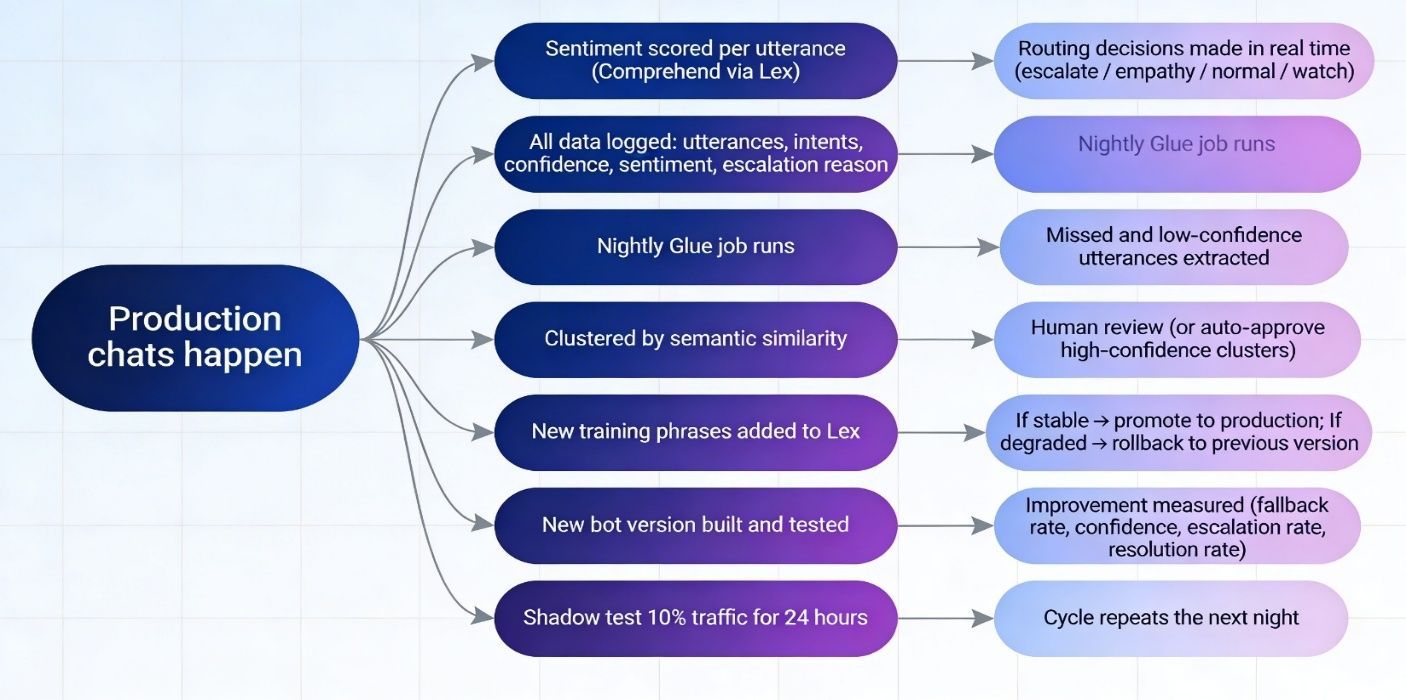 Production
chats happen
Sentiment scored per utterance
(Comprehend via Lex)
Routing decisions made in real time
(escalate / empathy / normal / watch)
All data logged: utterances, intents,
confidence, sentiment, escalation reason
Nightly Glue job runs
Nightly Glue job runs
Missed and low-confidence
utterances extracted
Clustered by semantic similarity
Human review (or auto-approve
high-confidence clusters)
New training phrases added to Lex
If stable → promote to production; If
degraded → rollback to previous version
New bot version built and tested
Improvement measured (fallback
rate, confidence, escalation rate,
resolution rate)
Shadow test 10% traffic for 24 hours
Cycle repeats the next night